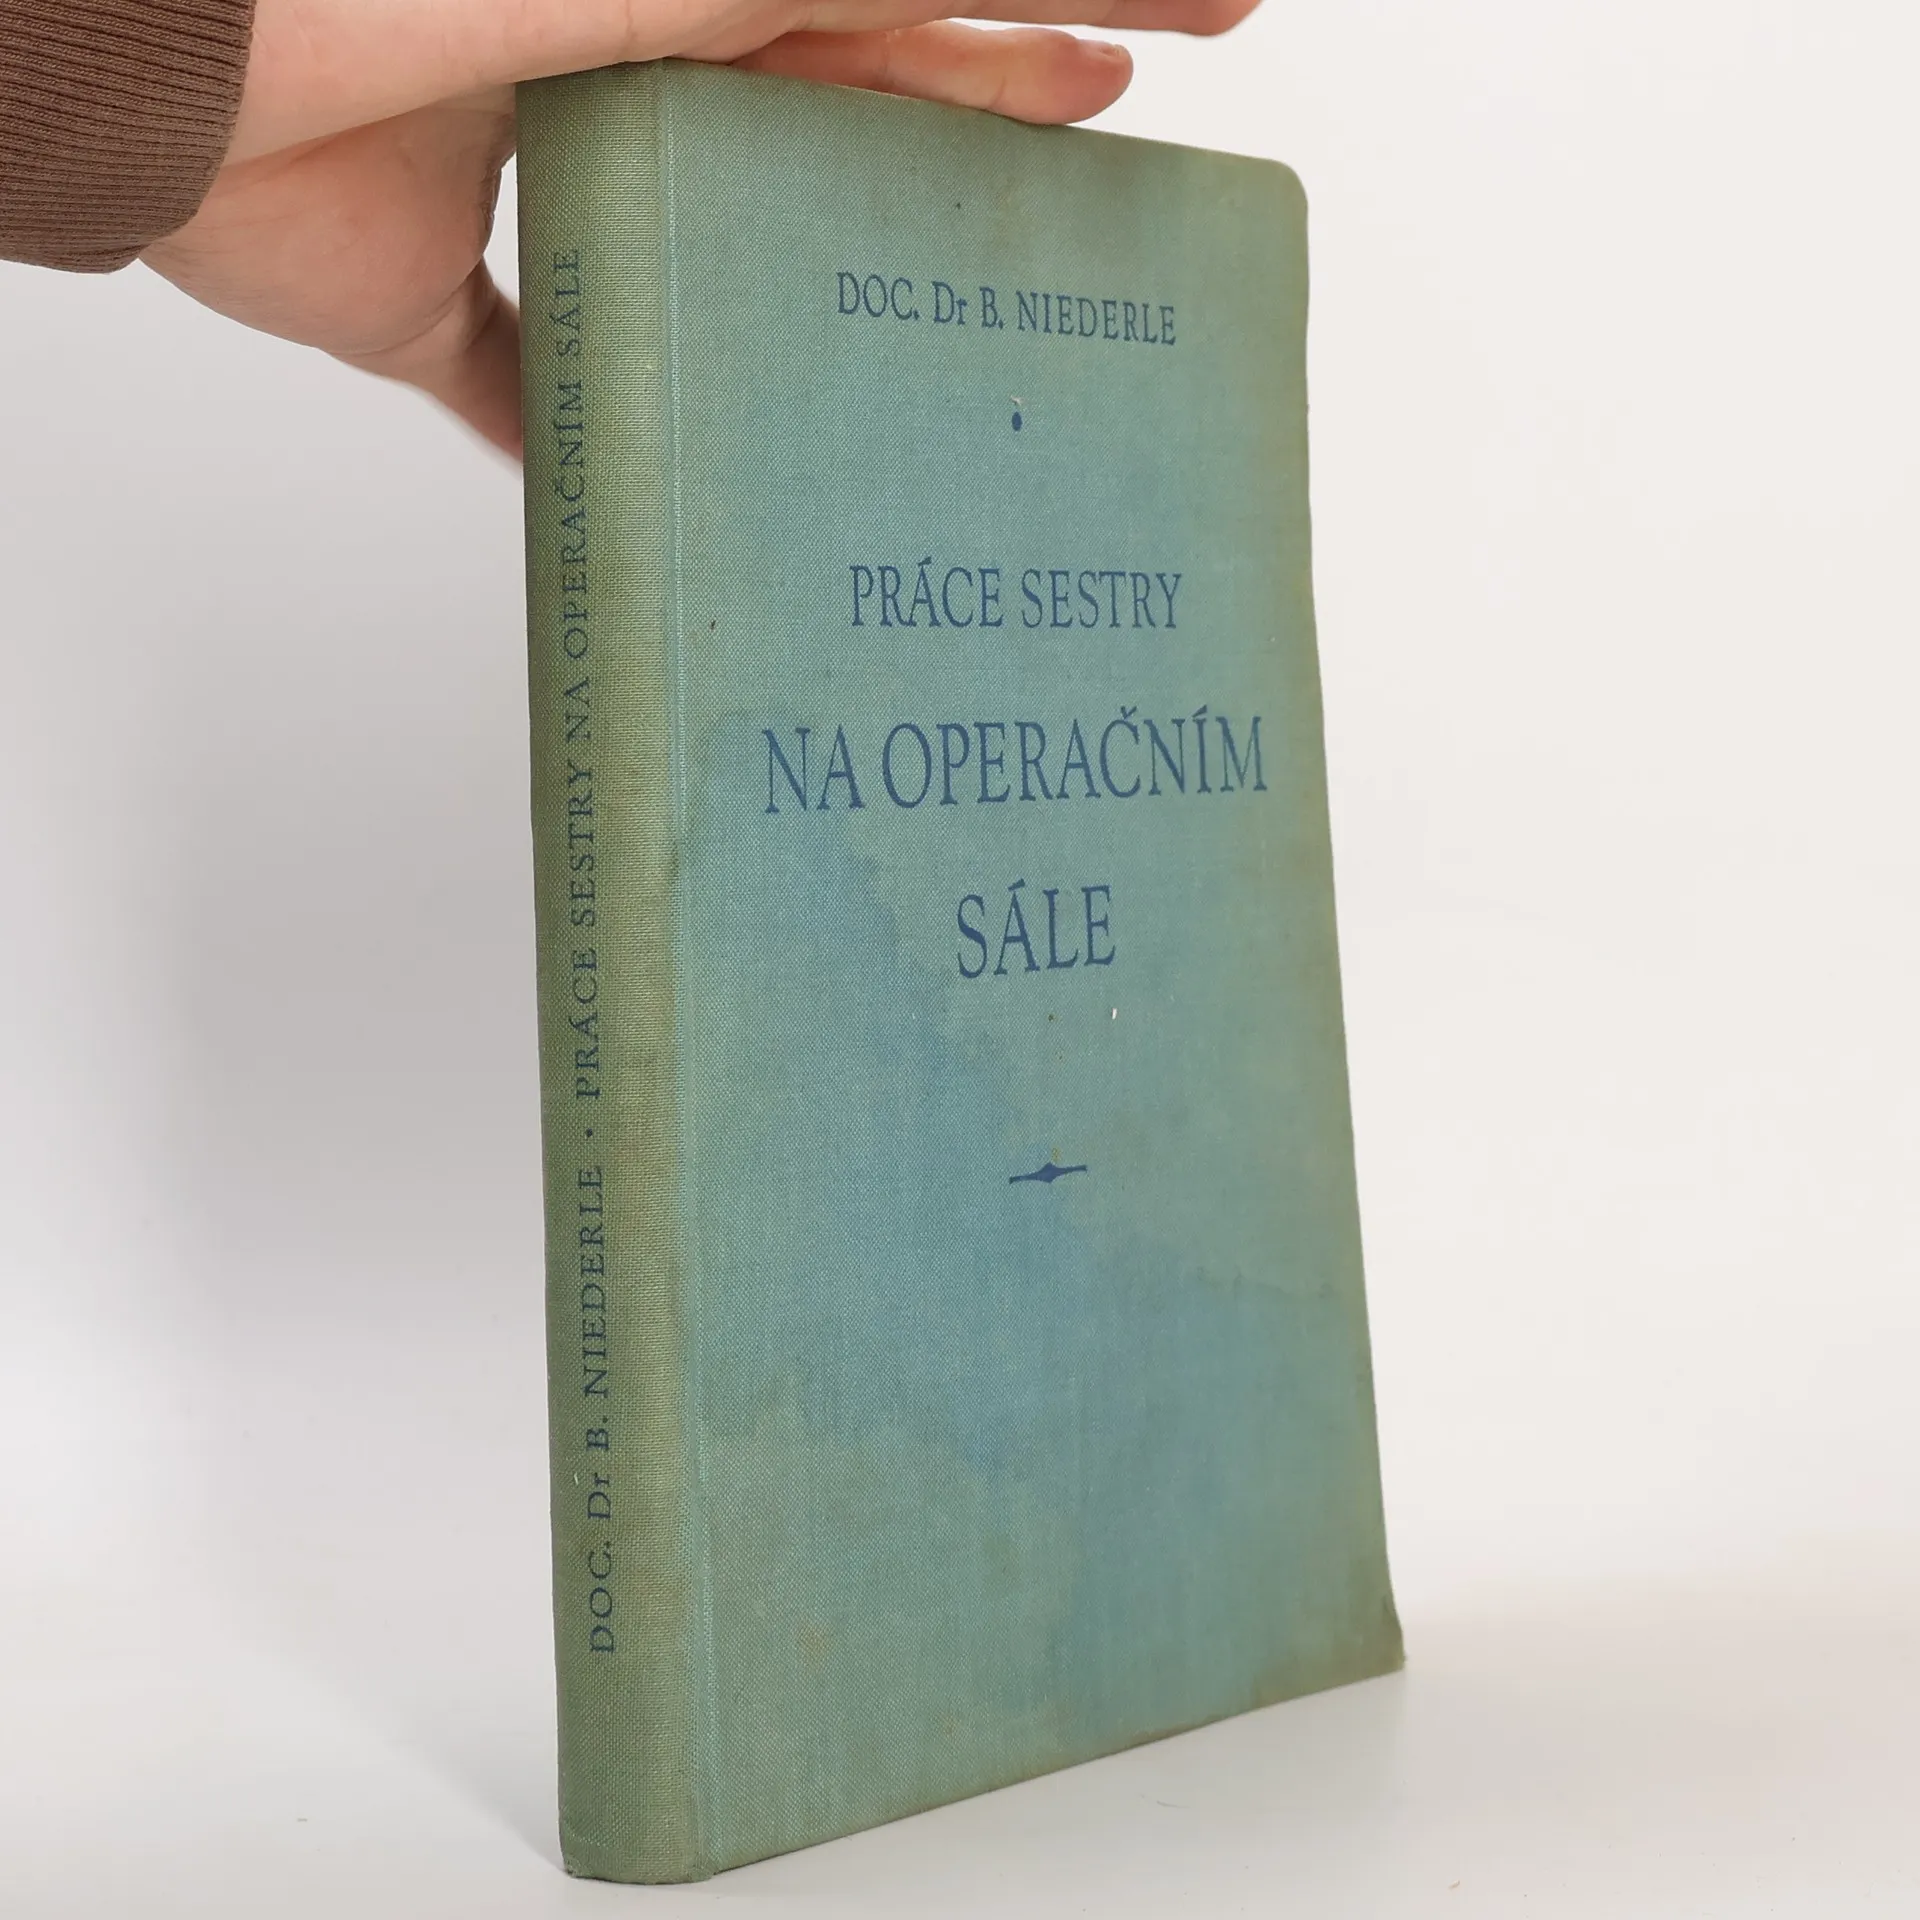 DOC. Dr B. NIEDERLE
PRÁCE SESTRY
NA OPERAČNÍM
SÁLE
DOC. Dr B. NIEDERLE · PRÁCE SESTRY NA OPERAČNÍM SÁLE